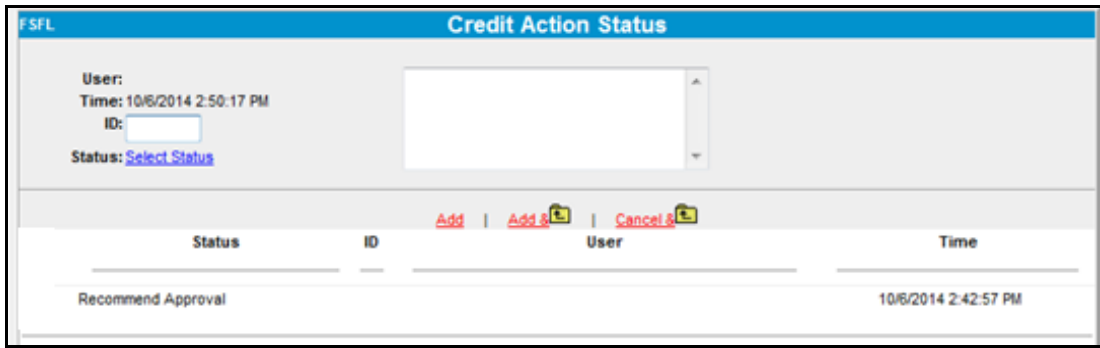 FSFL Credit Action Status
User:
Time: 10/6/2014 2:50:17 PM
ID:
Status: Select Status
Add | Add & | Cancel &
Status ID User Time
Recommend Approval 10/6/2014 2:42:57 PM